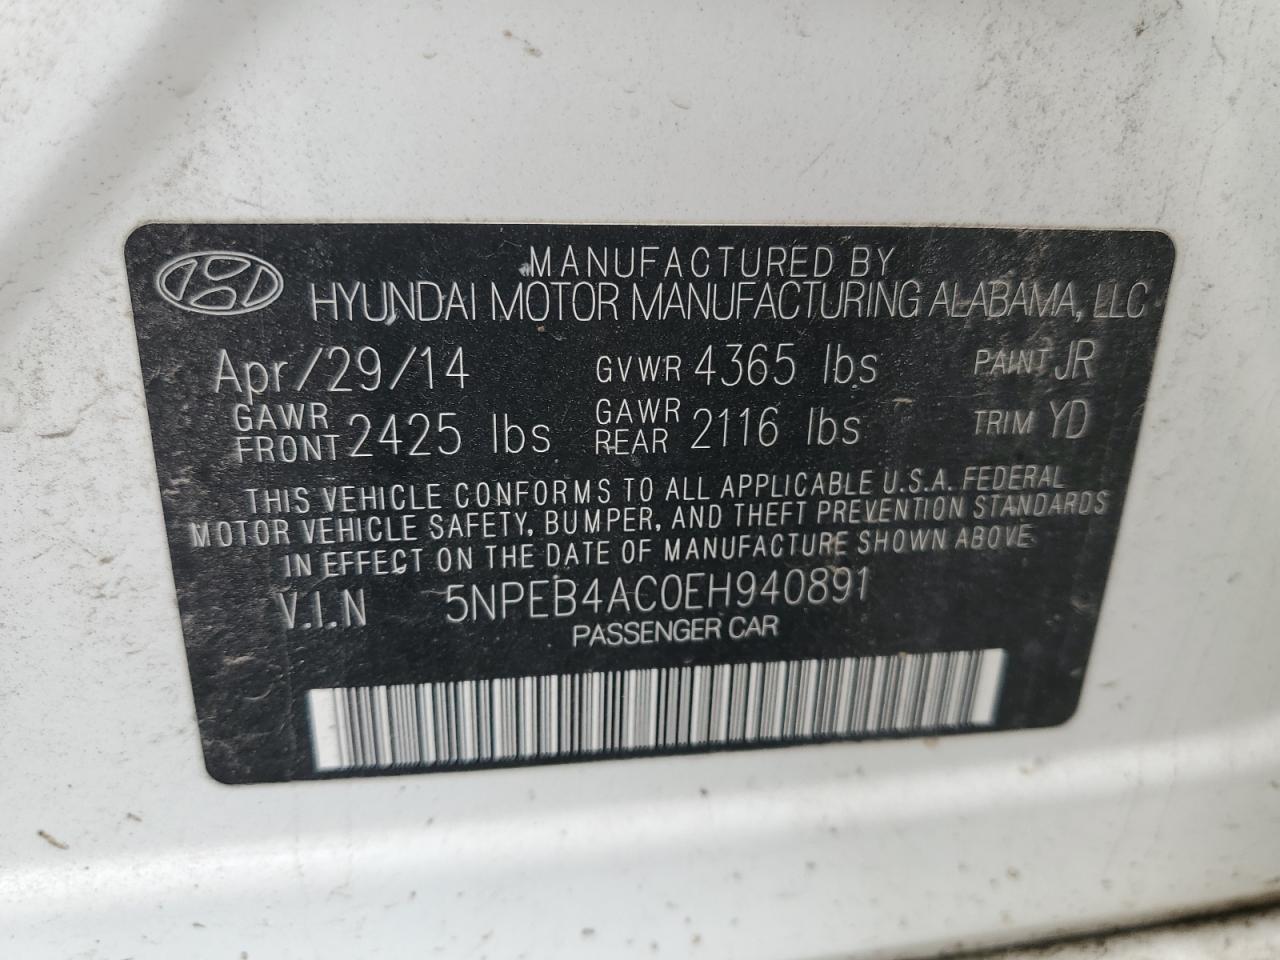 MANUFACTURED BY
HYUNDAI MOTOR MANUFACTURING ALABAMA, LLC
Apr/29/14 GVWR 4365 lbs PAINT JR
GAWR FRONT 2425 lbs GAWR REAR 2116 lbs TRIM YD
THIS VEHICLE CONFORMS TO ALL APPLICABLE U.S.A. FEDERAL
MOTOR VEHICLE SAFETY, BUMPER, AND THEFT PREVENTION STANDARDS
IN EFFECT ON THE DATE OF MANUFACTURE SHOWN ABOVE
V.I.N 5NPEB4AC0EH940891
PASSENGER CAR